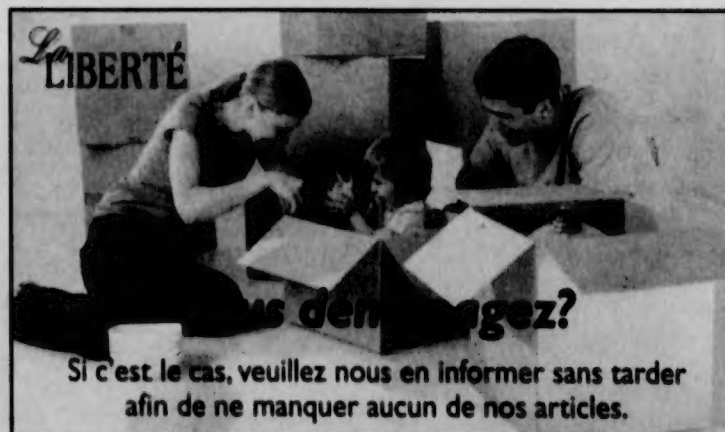 La
LIBERTÉ
déménagez?
Si c'est le cas, veuillez nous en informer sans tarder
afin de ne manquer aucun de nos articles.